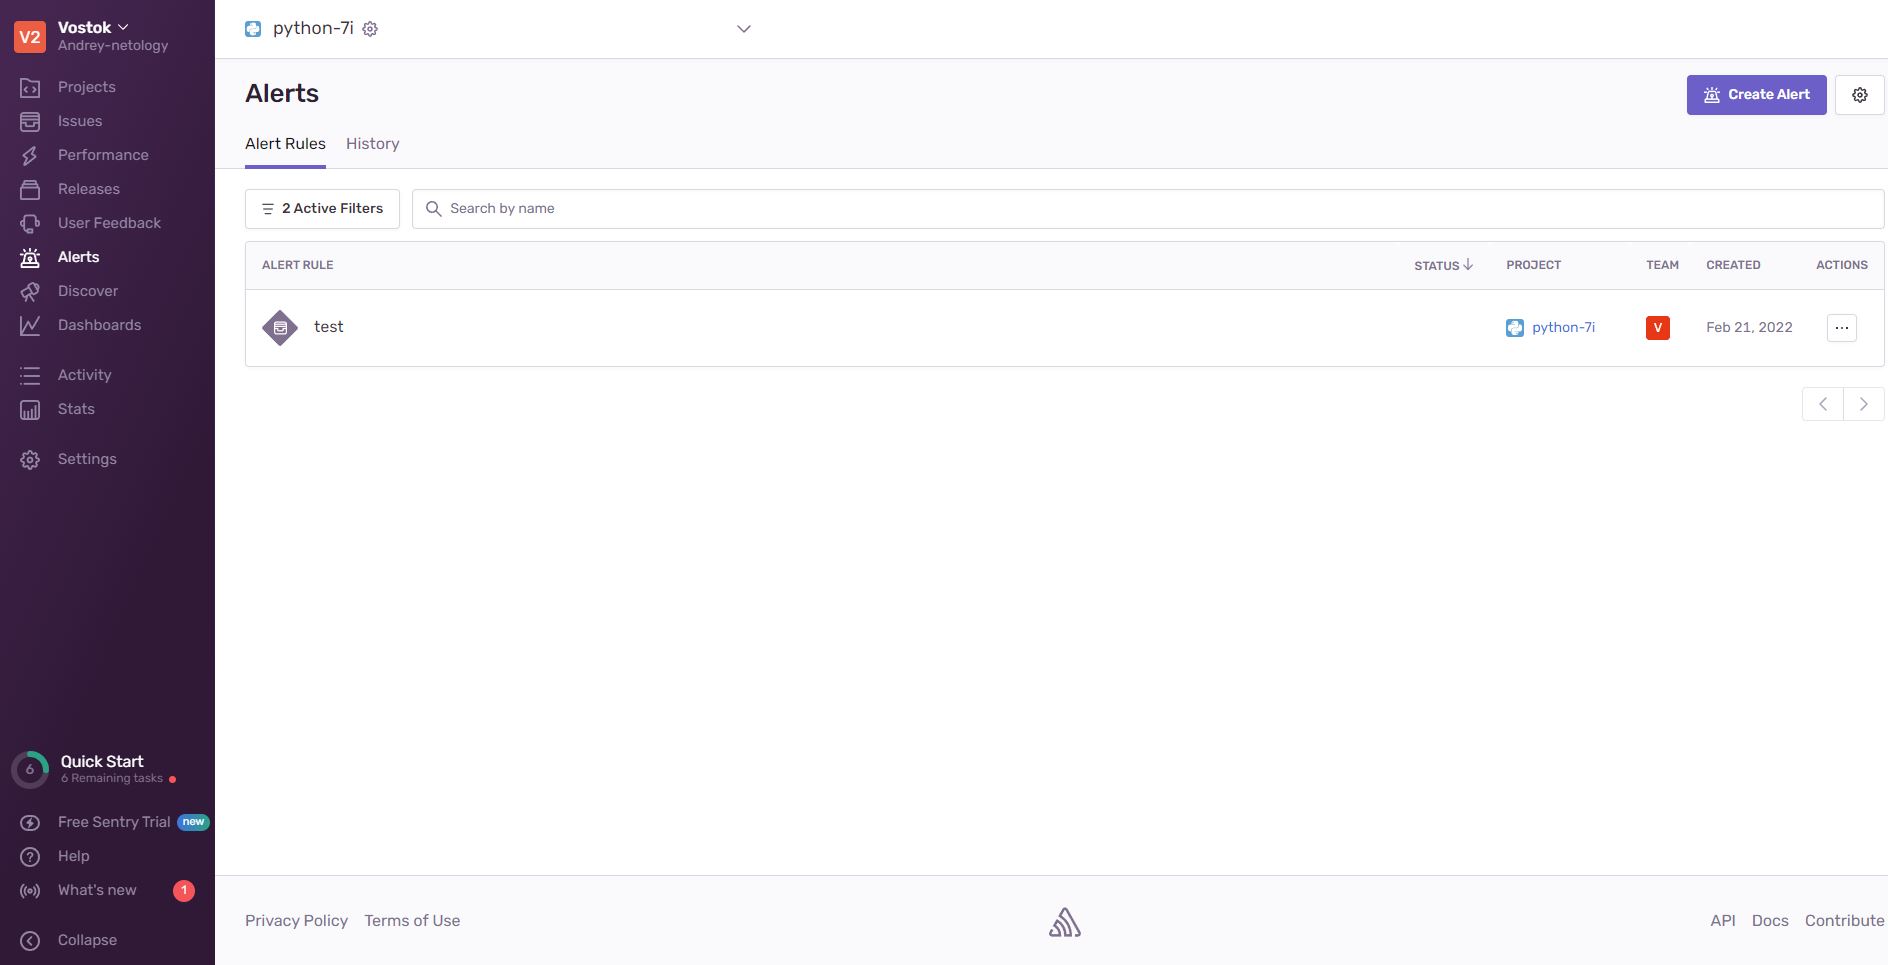 V2
Vostok
Andrey-netology
Projects
Issues
Performance
Releases
User Feedback
Alerts
Discover
Dashboards
Activity
Stats
Settings
6
Quick Start
6 Remaining tasks
Free Sentry Trial new
Help
What's new 1
Collapse
python-7i
Alerts
Create Alert
Alert Rules History
2 Active Filters Search by name
ALERT RULE STATUS PROJECT TEAM CREATED ACTIONS
test python-7i V Feb 21, 2022 ...
Privacy Policy Terms of Use API Docs Contribute